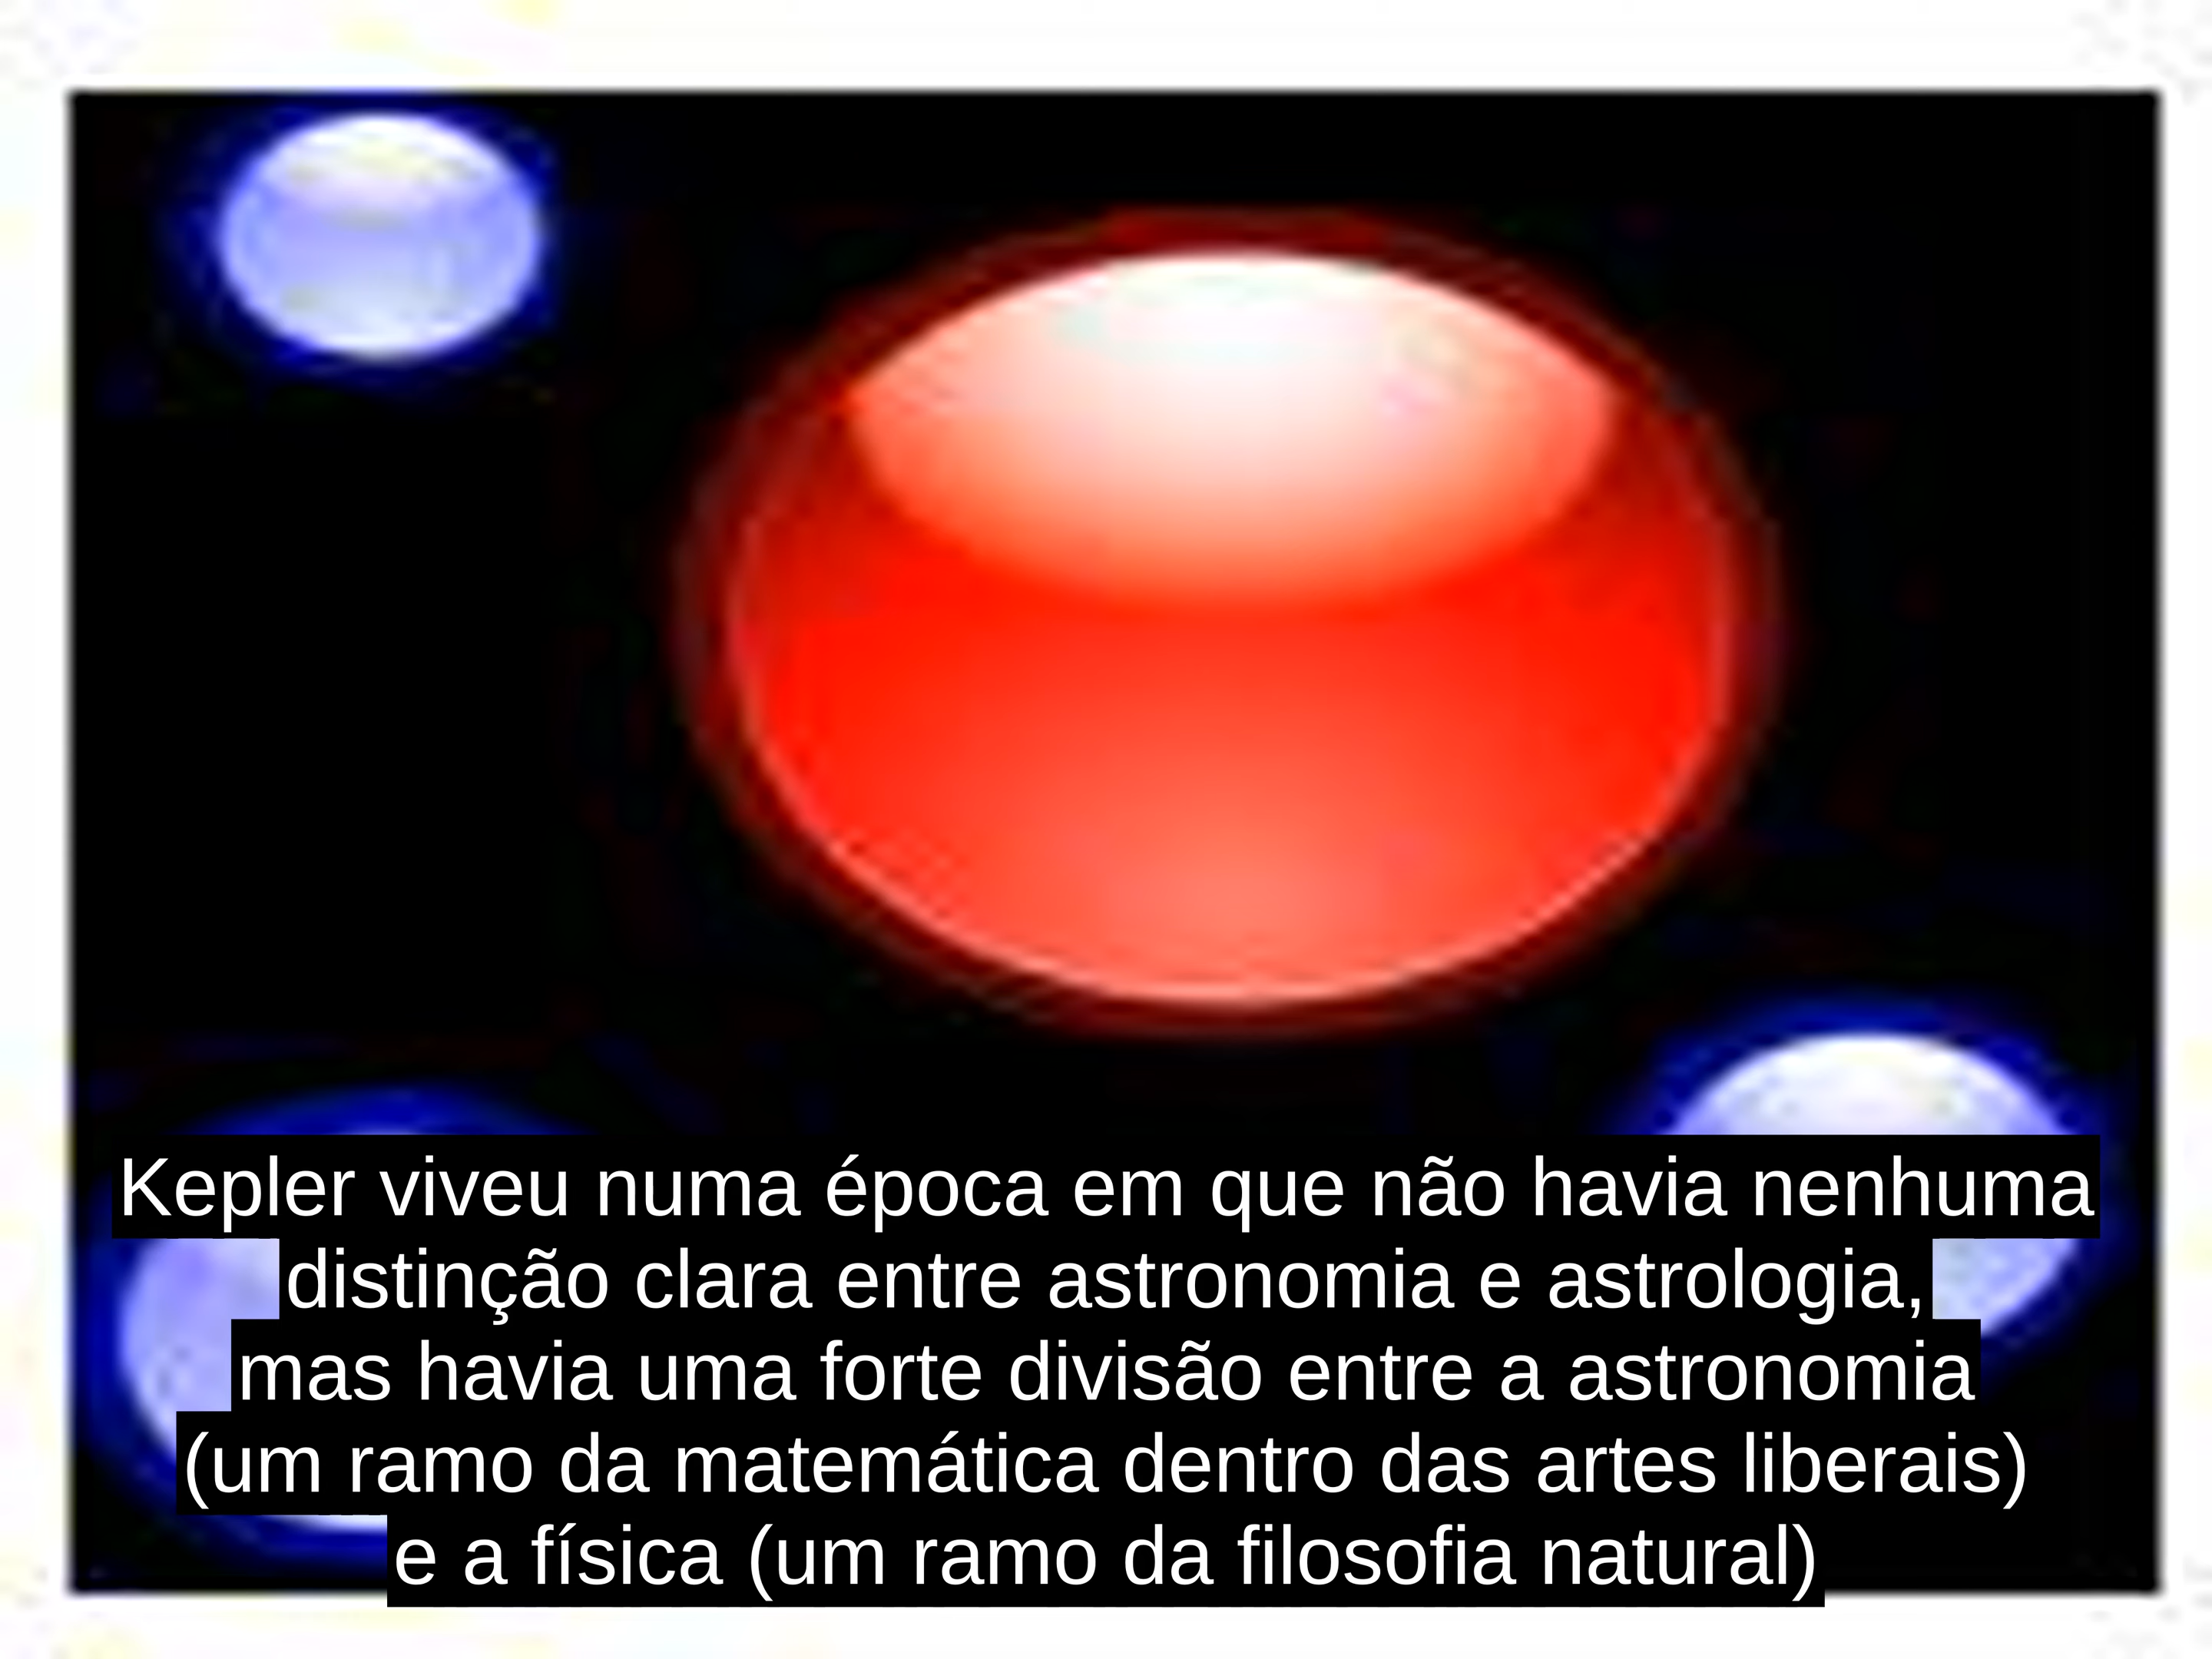 Kepler viveu numa época em que não havia nenhuma
distinção clara entre astronomia e astrologia,
mas havia uma forte divisão entre a astronomia
(um ramo da matemática dentro das artes liberais)
e a física (um ramo da filosofia natural)